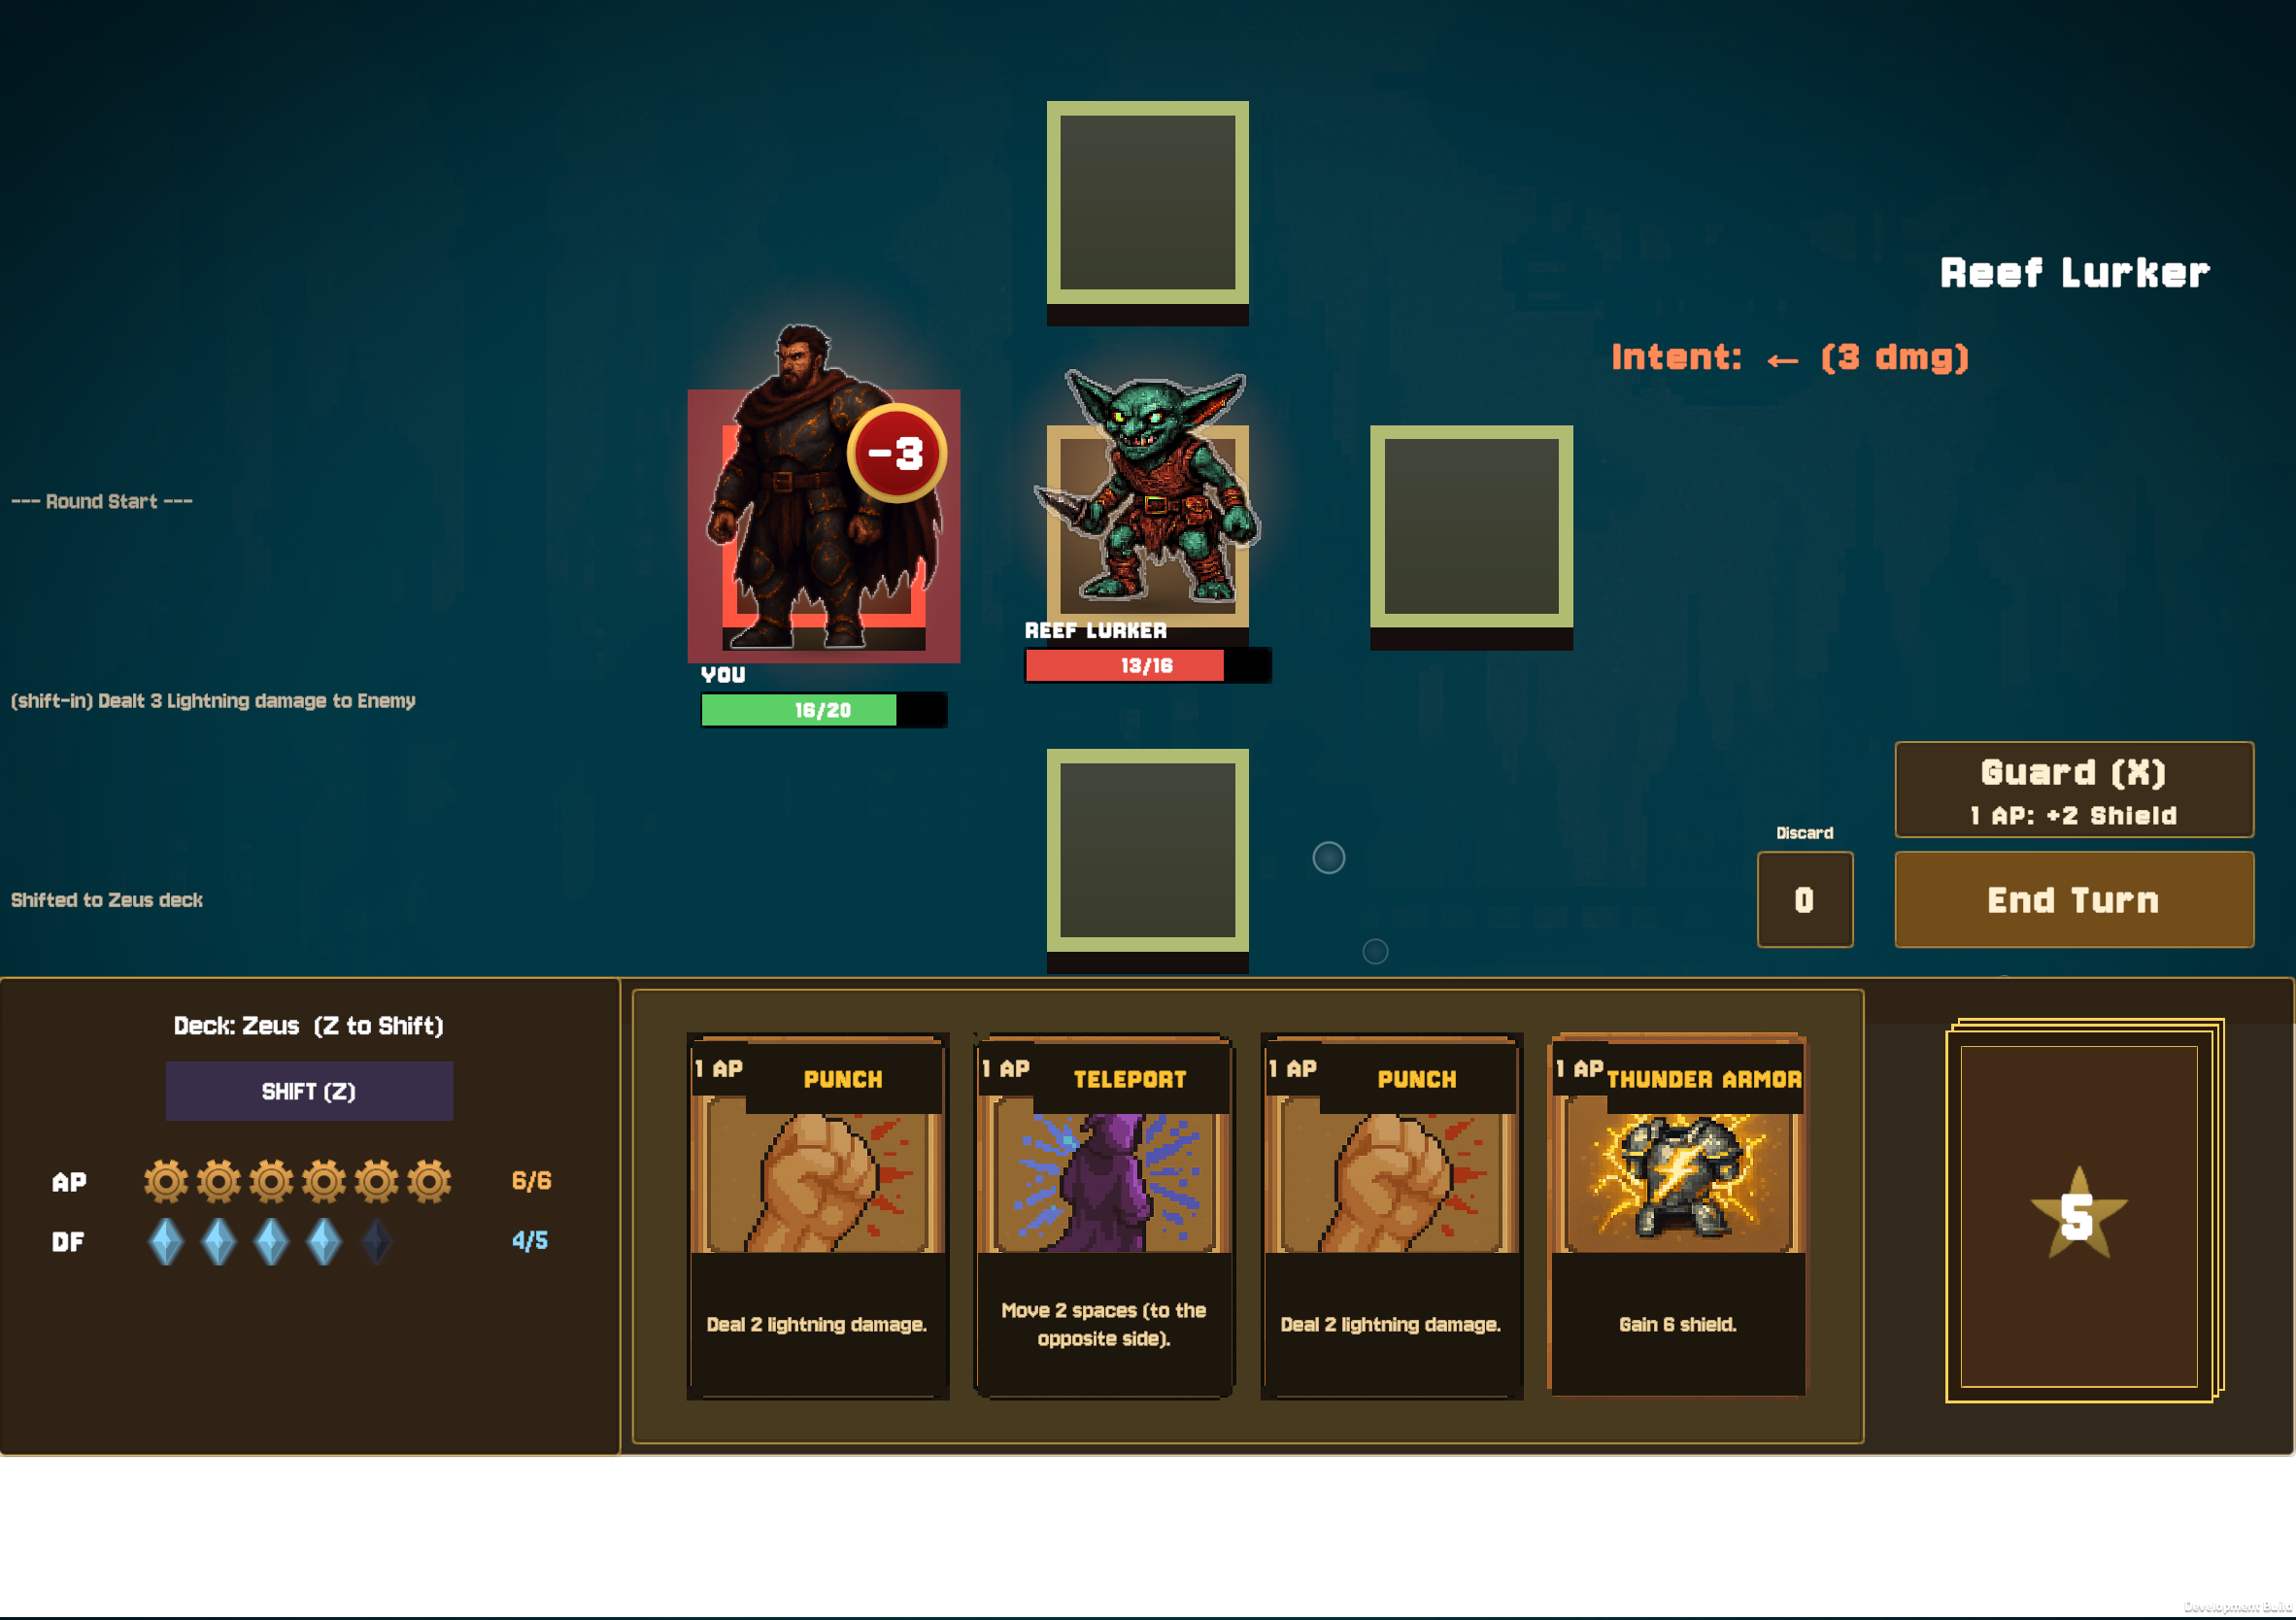 Reef Lurker
Intent: ← (3 dmg)
-3
--- Round Start ---
REEF LURKER
13/16
YOU
16/20
(shift-in) Dealt 3 Lightning damage to Enemy
Guard (X)
1 AP: +2 Shield
Discard
0
End Turn
Shifted to Zeus deck
Deck: Zeus (Z to Shift)
SHIFT (Z)
AP
6/6
DF
4/5
1 AP
PUNCH
Deal 2 lightning damage.
1 AP
TELEPORT
Move 2 spaces (to the
opposite side).
1 AP
PUNCH
Deal 2 lightning damage.
1 AP
THUNDER ARMOR
Gain 6 shield.
5
Development Build